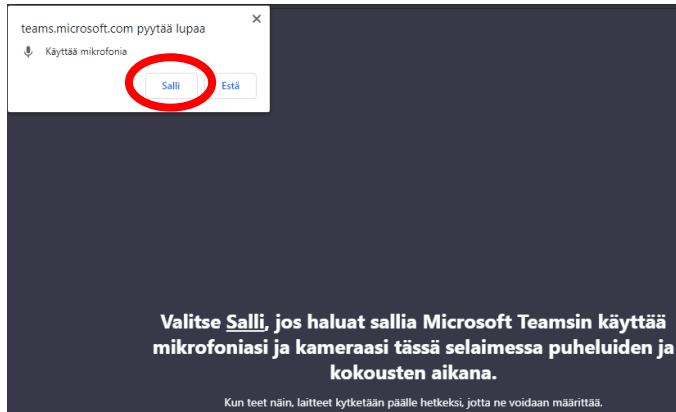 teams.microsoft.com pyytää lupaa
Käyttää mikrofonia
Salli Estä
Valitse Salli, jos haluat sallia Microsoft Teamsin käyttää
mikrofoniasi ja kameraasi tässä selaimessa puheluiden ja
kokousten aikana.
Kun teet näin, laitteet kytketään päälle hetkeksi, jotta ne voidaan määrittää.